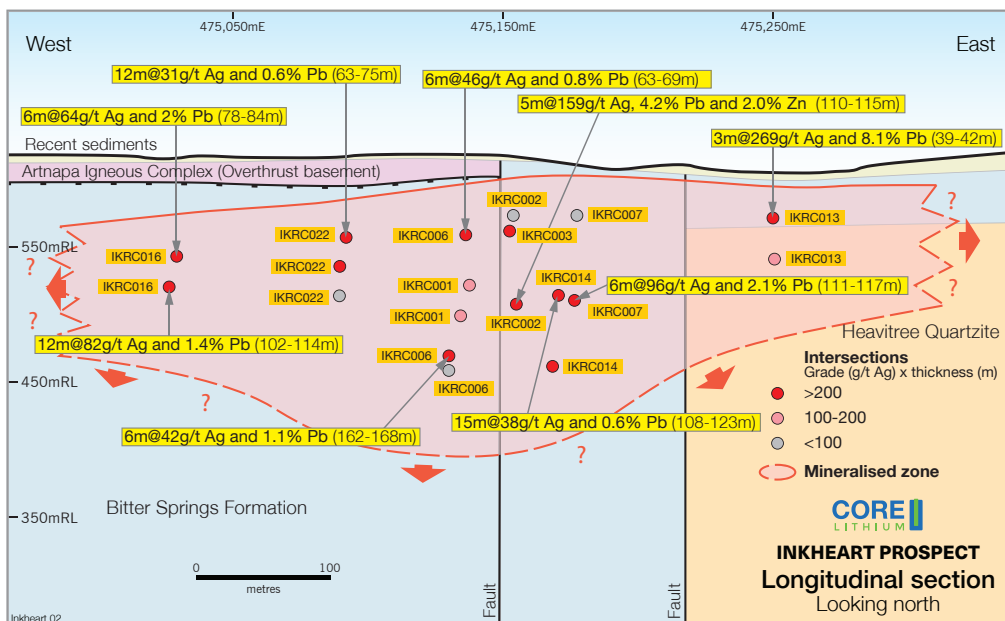 475,050mE
475,150mE
475,250mE
West
East
12m@31g/t Ag and 0.6% Pb (63-75m)
6m@46g/t Ag and 0.8% Pb (63-69m)
5m@159g/t Ag, 4.2% Pb and 2.0% Zn (110-115m)
6m@64g/t Ag and 2% Pb (78-84m)
3m@269g/t Ag and 8.1% Pb (39-42m)
Recent sediments
Artnapa Igneous Complex (Overthrust basement)
IKRC002
IKRC007
IKRC013
IKRC022
IKRC006
IKRC003
550mRL
IKRC016
IKRC022
IKRC013
IKRC016
IKRC022
IKRC001
IKRC014
6m@96g/t Ag and 2.1% Pb (111-117m)
IKRC001
IKRC002
IKRC007
12m@82g/t Ag and 1.4% Pb (102-114m)
IKRC006
IKRC014
IKRC006
450mRL
6m@42g/t Ag and 1.1% Pb (162-168m)
15m@38g/t Ag and 0.6% Pb (108-123m)
?
?
?
?
?
?
?
?
Heavitree Quartzite
Intersections
Grade (g/t Ag) x thickness (m)
>200
100-200
<100
Mineralised zone
Bitter Springs Formation
350mRL
0
100
metres
Fault
Fault
CORE
LITHIUM
INKHEART PROSPECT
Longitudinal section
Looking north
Inkheart 02